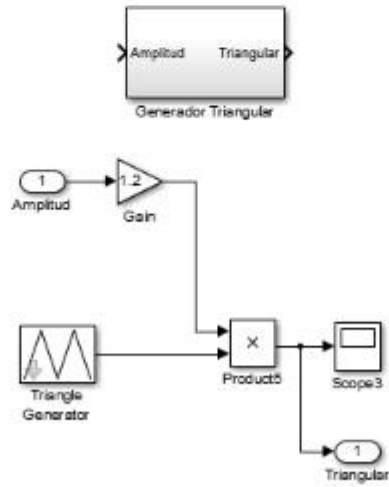 Amplitud Triangular
Generador Triangular
1
Amplitud
1.2
Gain
Triangle
Generator
×
Product5
Scope3
1
Triangular